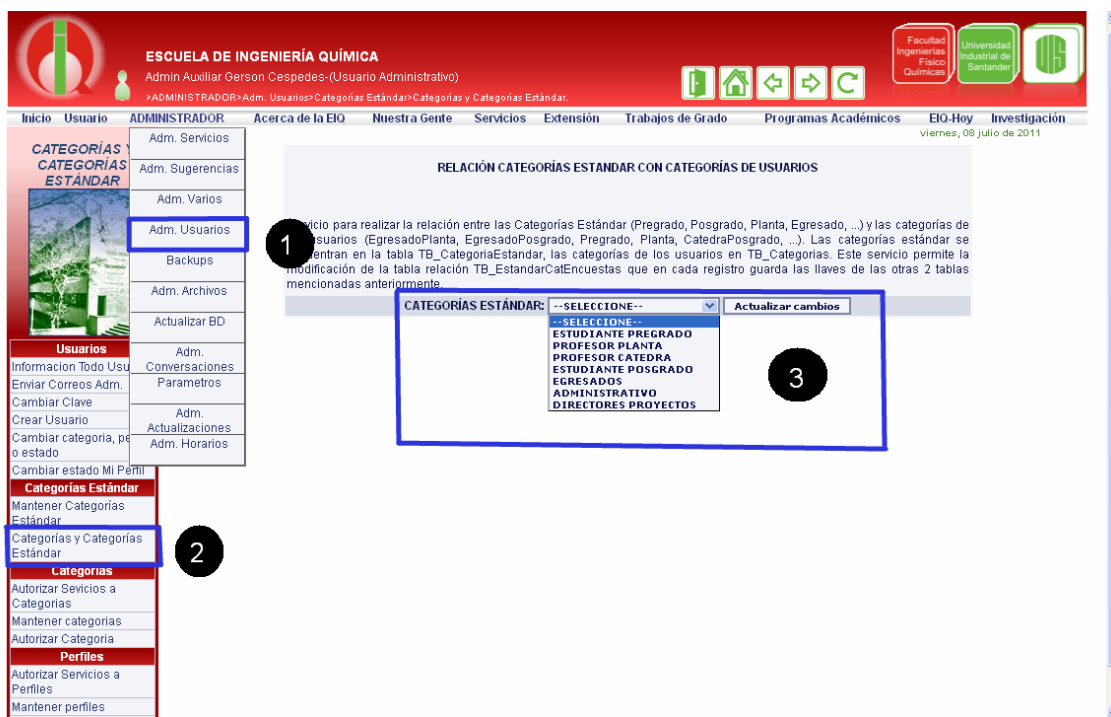 ESCUELA DE INGENIERÍA QUÍMICA
Admin Auxiliar Gerson Cespedes-(Usuario Administrativo)
>ADMINISTRADOR>Adm. Usuarios>Categorías Estándar>Categorías y Categorías Estándar.
Facultad
Ingenierías
Físico
Químicas
Universidad
Industrial de
Santander
Inicio Usuario ADMINISTRADOR Acerca de la EIQ Nuestra Gente Servicios Extensión Trabajos de Grado Programas Académicos EIQ-Hoy Investigación
viernes, 08 julio de 2011
CATEGORÍAS Y
CATEGORÍAS
ESTÁNDAR
Adm. Servicios
Adm. Sugerencias
Adm. Varios
Adm. Usuarios
Backups
Adm. Archivos
Actualizar BD
Adm.
Conversaciones
Parametros
Adm.
Actualizaciones
Adm. Horarios
1
RELACIÓN CATEGORÍAS ESTANDAR CON CATEGORÍAS DE USUARIOS
para realizar la relación entre las Categorías Estándar (Pregrado, Posgrado, Planta, Egresado, ...) y las categorías de
usuarios (EgresadoPlanta, EgresadoPosgrado, Pregrado, Planta, CatedraPosgrado, ...). Las categorías estándar se
en la tabla TB_CategoriaEstandar, las categorías de los usuarios en TB_Categorias. Este servicio permite la
modificación de la tabla relación TB_EstandarCatEncuestas que en cada registro guarda las llaves de las otras 2 tablas
mencionadas anteriormente.
CATEGORÍAS ESTÁNDAR: --SELECCIONE-- Actualizar cambios
--SELECCIONE--
ESTUDIANTE PREGRADO
PROFESOR PLANTA
PROFESOR CATEDRA
ESTUDIANTE POSGRADO
EGRESADOS
ADMINISTRATIVO
DIRECTORES PROYECTOS
3
Usuarios
Informacion Todo Usu
Enviar Correos Adm.
Cambiar Clave
Crear Usuario
Cambiar categoria, pe
o estado
Cambiar estado Mi Perfil
Categorías Estándar
Mantener Categorías
Estándar
Categorías y Categorías
Estándar
2
Categorías
Autorizar Sevicios a
Categorias
Mantener categorias
Autorizar Categoria
Perfiles
Autorizar Servicios a
Perfiles
Mantener perfiles